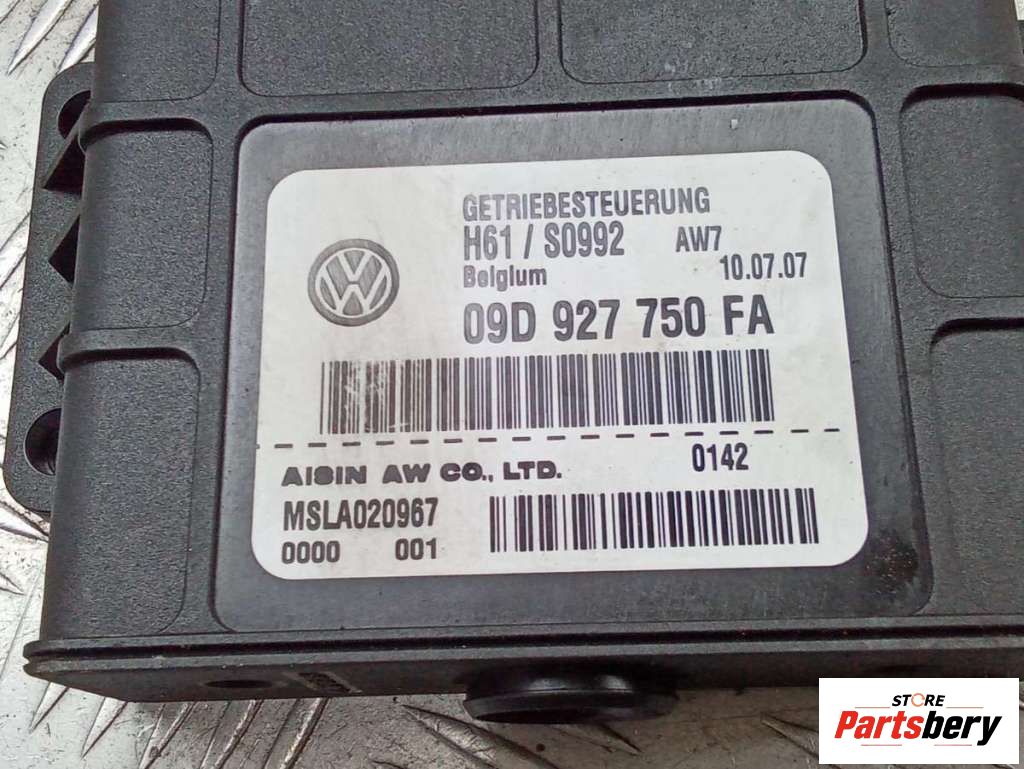 GETRIEBESTEUERUNG
H61 / S0992 AW7
Belgium 10.07.07
09D 927 750 FA
AISIN AW CO., LTD. 0142
MSLA020967
0000 001
STORE
Partsbery